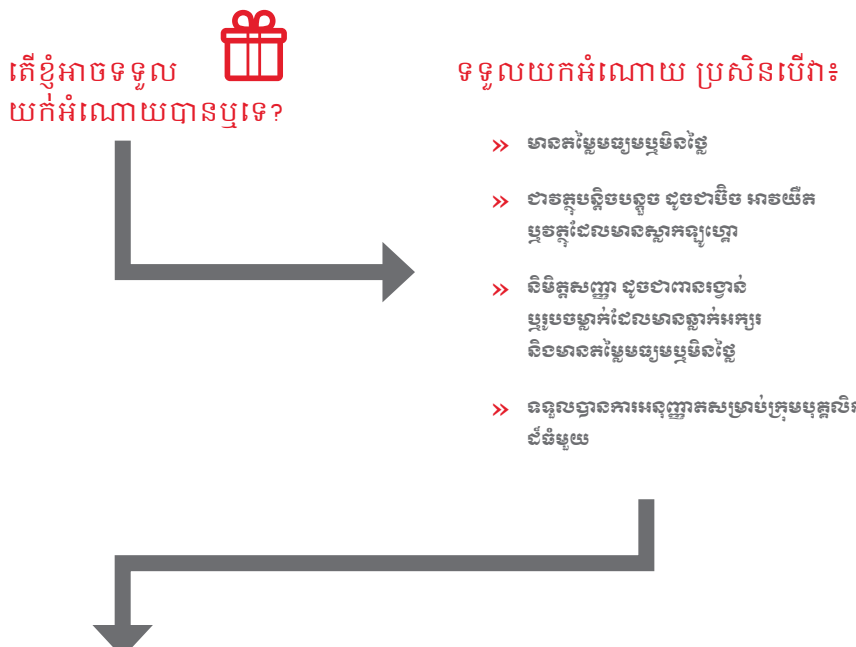 តើខ្ញុំអាចទទួល
យកអំណោយបានឬទេ?
ទទួលយកអំណោយ ប្រសិនបើវា៖
» មានតម្លៃមធ្យមឬមិនថ្លៃ
» ជាវត្ថុបន្តិចបន្តួច ដូចជាប៊ិច អាវយឺត
ឬវត្ថុដែលមានស្លាកឡូហ្គោ
» និមិត្តសញ្ញា ដូចជាពានរង្វាន់
ឬរូបចម្លាក់ដែលមានឆ្លាក់អក្សរ
និងមានតម្លៃមធ្យមឬមិនថ្លៃ
» ទទួលបានការអនុញ្ញាតសម្រាប់ក្រុម
ដ៏ធំមួយ